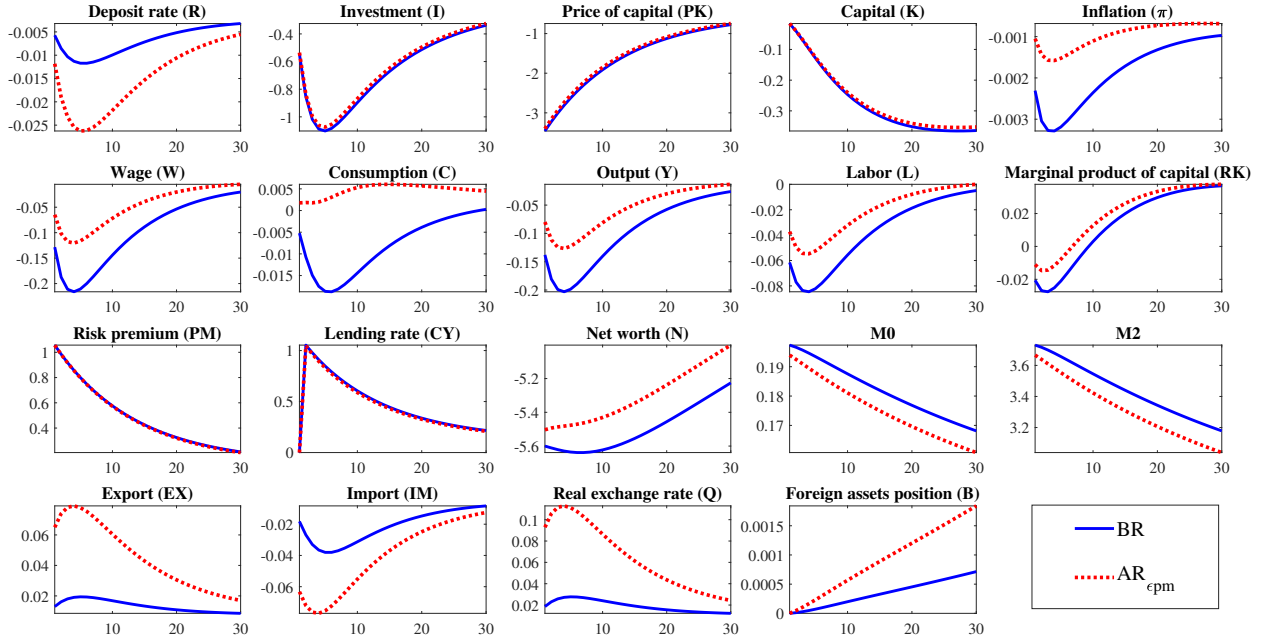 Deposit rate (R)
-0.005
-0.01
-0.015
-0.02
-0.025
10 20 30
Investment (I)
-0.4
-0.6
-0.8
-1
10 20 30
Price of capital (PK)
-1
-2
-3
10 20 30
Capital (K)
-0.1
-0.2
-0.3
10 20 30
Inflation (π)
-0.001
-0.002
-0.003
10 20 30
Wage (W)
-0.05
-0.1
-0.15
-0.2
10 20 30
Consumption (C)
0.005
0
-0.005
-0.01
-0.015
10 20 30
Output (Y)
-0.05
-0.1
-0.15
-0.2
10 20 30
Labor (L)
0
-0.02
-0.04
-0.06
-0.08
10 20 30
Marginal product of capital (RK)
0.02
0
-0.02
10 20 30
Risk premium (PM)
1
0.8
0.6
0.4
10 20 30
Lending rate (CY)
1
0.5
0
10 20 30
Net worth (N)
-5.2
-5.4
-5.6
10 20 30
M0
0.19
0.18
0.17
10 20 30
M2
3.6
3.4
3.2
10 20 30
Export (EX)
0.06
0.04
0.02
10 20 30
Import (IM)
-0.02
-0.04
-0.06
10 20 30
Real exchange rate (Q)
0.1
0.08
0.06
0.04
0.02
10 20 30
Foreign assets position (B)
0.0015
0.001
0.0005
0
10 20 30
BR
AR ϵpm